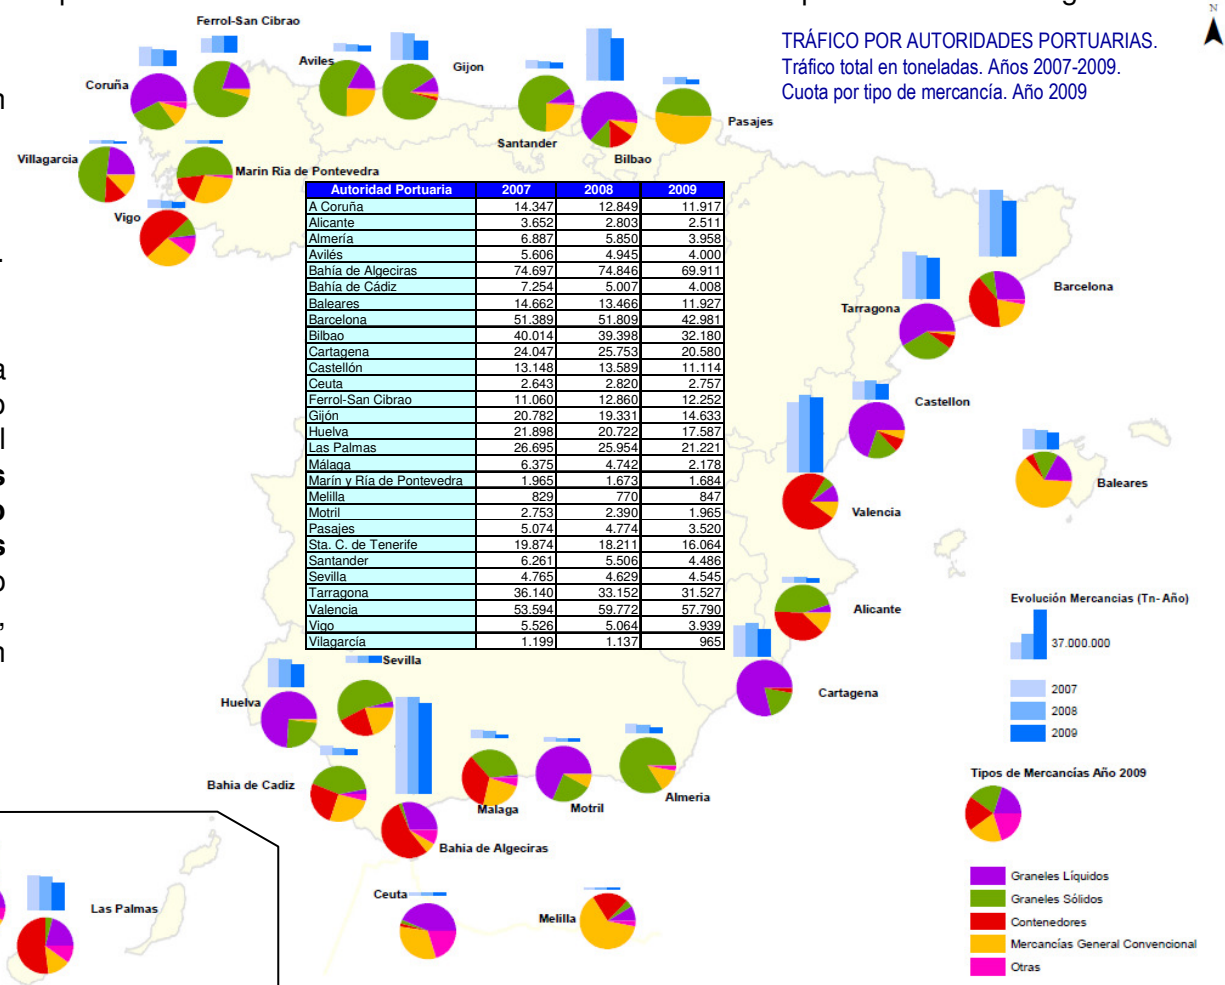 N
TRÁFICO POR AUTORIDADES PORTUARIAS.
Tráfico total en toneladas. Años 2007-2009.
Cuota por tipo de mercancía. Año 2009
Ferrol-San Cibrao
Aviles
Gijon
Coruña
Santander
Bilbao
Pasajes
Villagarcia
Marin Ria de Pontevedra
Vigo
Autoridad Portuaria 2007 2008 2009
A Coruña 14.347 12.849 11.917
Alicante 3.652 2.803 2.511
Almería 6.887 5.850 3.958
Avilés 5.606 4.945 4.000
Bahía de Algeciras 74.697 74.846 69.911
Bahía de Cádiz 7.254 5.007 4.008
Baleares 14.662 13.466 11.927
Barcelona 51.389 51.809 42.981
Bilbao 40.014 39.398 32.180
Cartagena 24.047 25.753 20.580
Castellón 13.148 13.589 11.114
Ceuta 2.643 2.820 2.757
Ferrol-San Cibrao 11.060 12.860 12.252
Gijón 20.782 19.331 14.633
Huelva 21.898 20.722 17.587
Las Palmas 26.695 25.954 21.221
Málaga 6.375 4.742 2.178
Marín y Ría de Pontevedra 1.965 1.673 1.684
Melilla 829 770 847
Motril 2.753 2.390 1.965
Pasajes 5.074 4.774 3.520
Sta. C. de Tenerife 19.874 18.211 16.064
Santander 6.261 5.506 4.486
Sevilla 4.765 4.629 4.545
Tarragona 36.140 33.152 31.527
Valencia 53.594 59.772 57.790
Vigo 5.526 5.064 3.939
Vilagarcía 1.199 1.137 965
Barcelona
Tarragona
Castellon
Baleares
Valencia
Alicante
Cartagena
Sevilla
Huelva
Bahia de Cadiz
Malaga
Motril
Almeria
Bahia de Algeciras
Ceuta
Melilla
Las Palmas
Evolución Mercancias (Tn- Año)
37.000.000
2007
2008
2009
Tipos de Mercancías Año 2009
Graneles Líquidos
Graneles Sólidos
Contenedores
Mercancías General Convencional
Otras